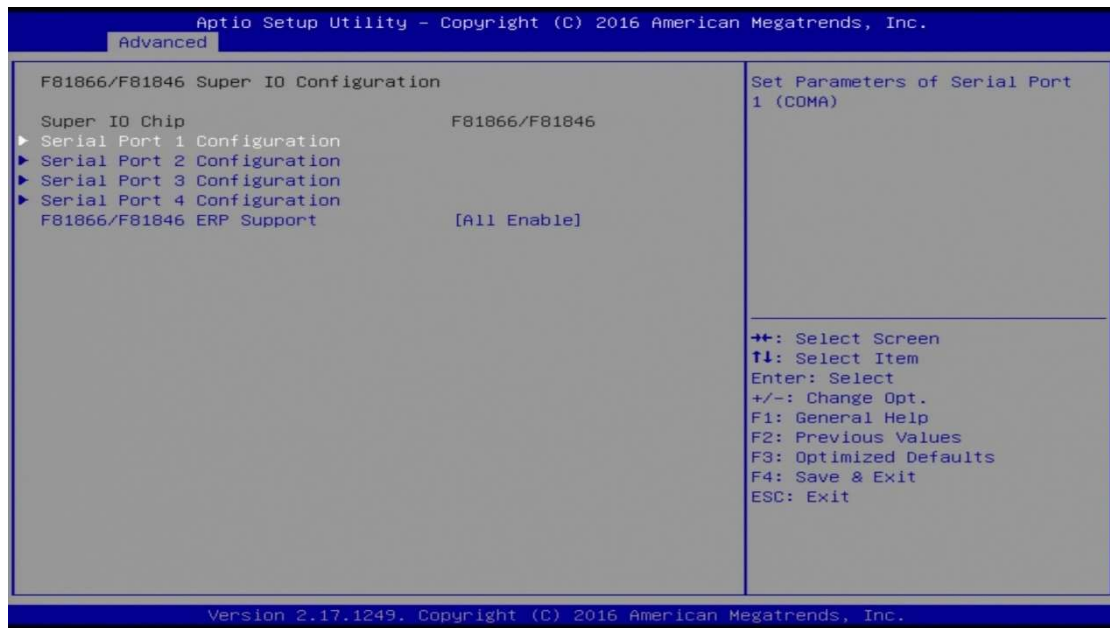 Aptio Setup Utility – Copyright (C) 2016 American Megatrends, Inc.
Advanced
F81866/F81846 Super IO Configuration
Super IO Chip F81866/F81846
► Serial Port 1 Configuration
► Serial Port 2 Configuration
► Serial Port 3 Configuration
► Serial Port 4 Configuration
F81866/F81846 ERP Support [All Enable]
Set Parameters of Serial Port
1 (COMA)
→←: Select Screen
↑↓: Select Item
Enter: Select
+/-: Change Opt.
F1: General Help
F2: Previous Values
F3: Optimized Defaults
F4: Save & Exit
ESC: Exit
Version 2.17.1249. Copyright (C) 2016 American Megatrends, Inc.